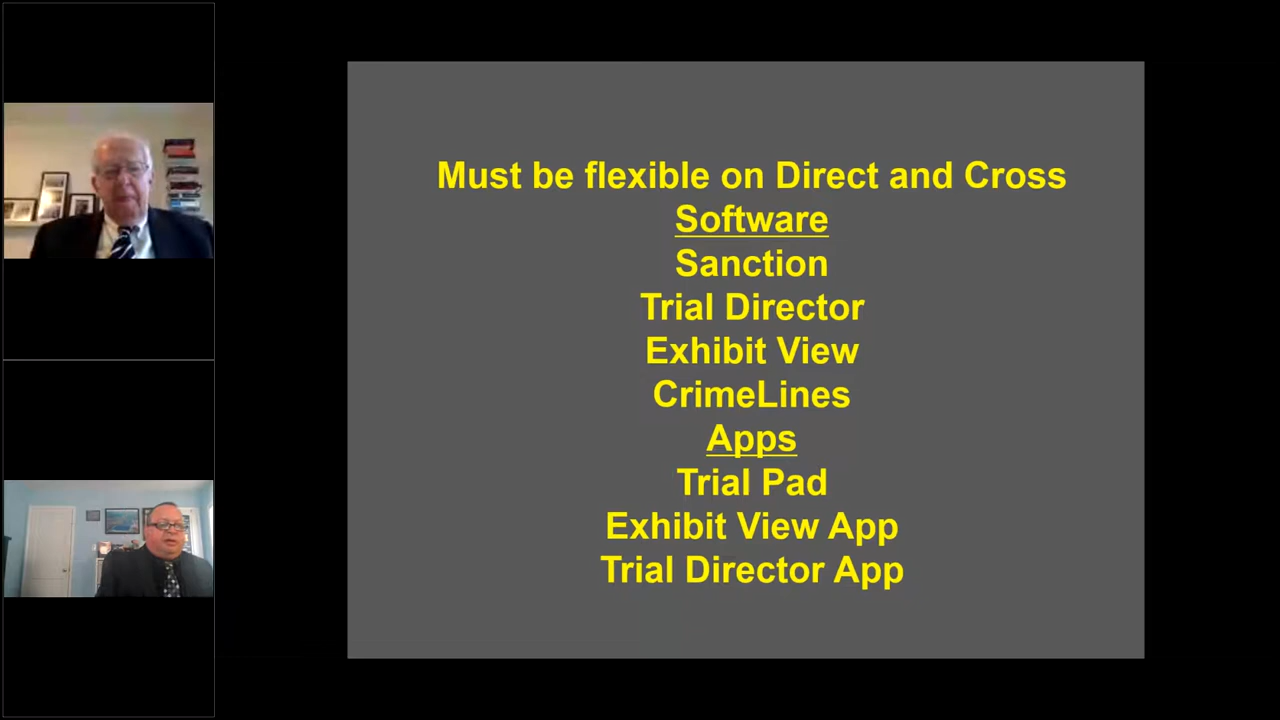 Must be flexible on Direct and Cross
Software
Sanction
Trial Director
Exhibit View
CrimeLines
Apps
Trial Pad
Exhibit View App
Trial Director App